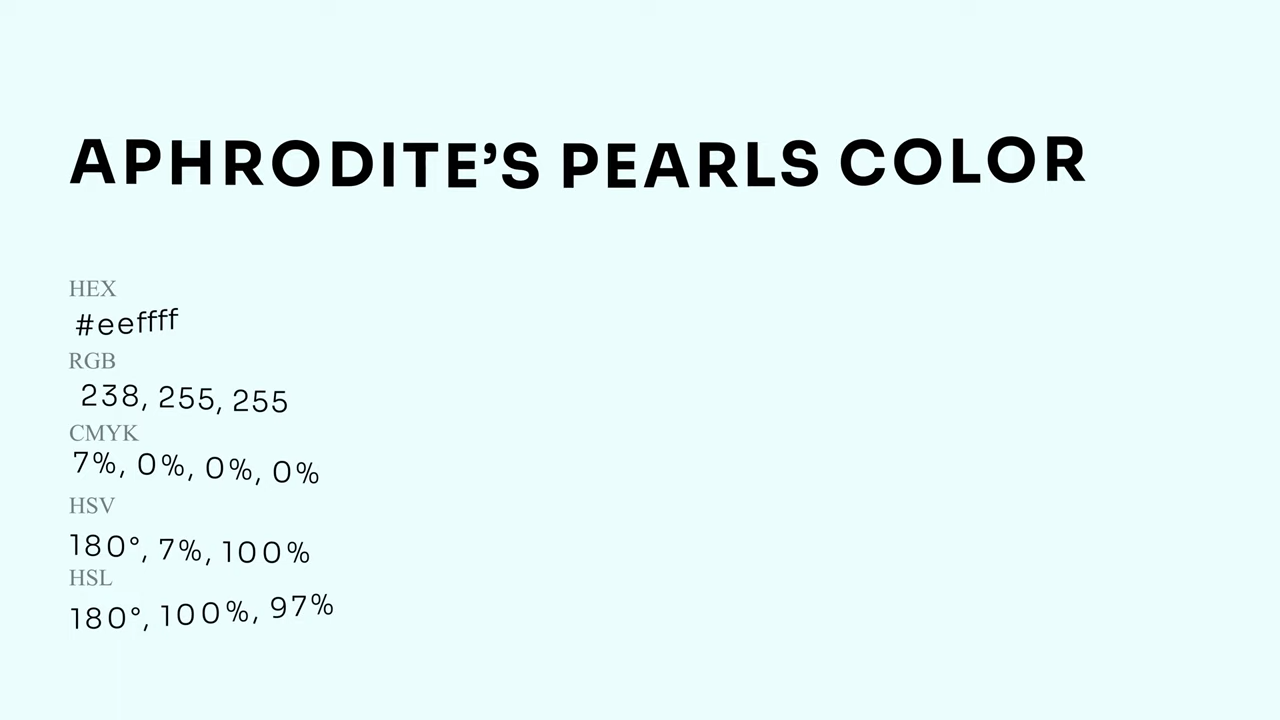 APHRODITE’S PEARLS COLOR
HEX
#eeffff
RGB
238, 255, 255
CMYK
7%, 0%, 0%, 0%
HSV
180°, 7%, 100%
HSL
180°, 100%, 97%